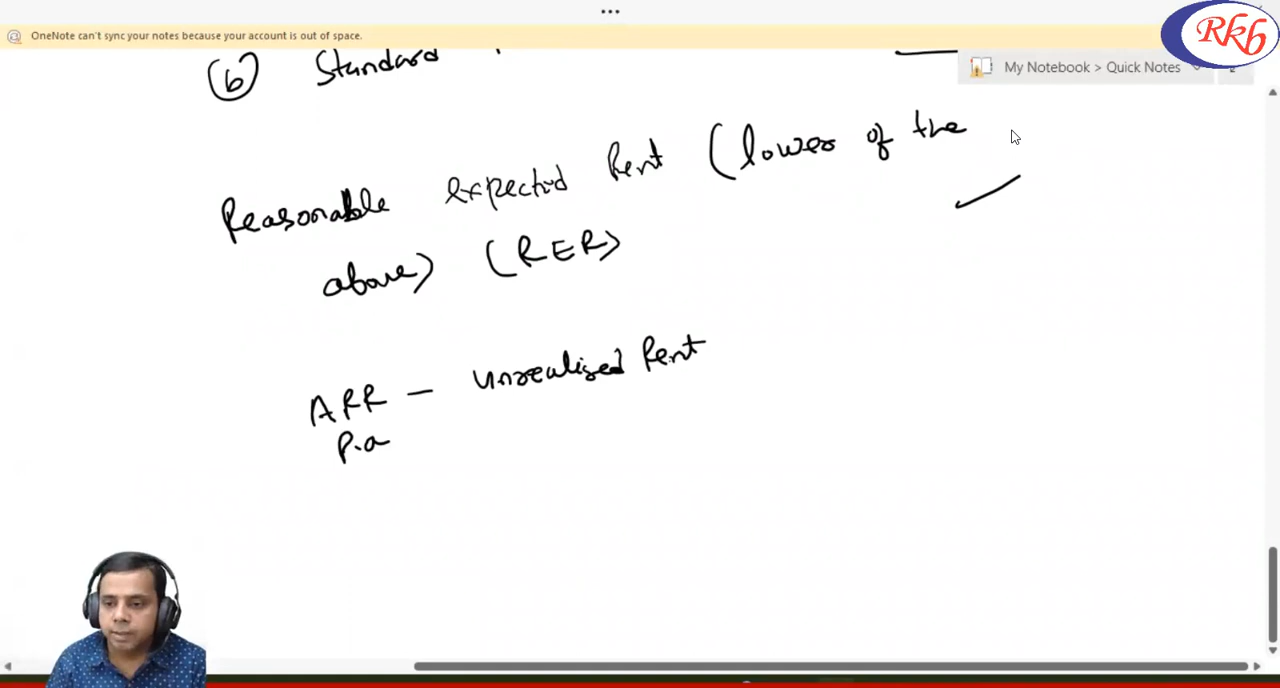 OneNote can't sync your notes because your account is out of space.
Rkb
My Notebook > Quick Notes
(b) Standard
Reasonable expected Rent (lower of the
above) (RER)
ARR – Unrealised Rent
p.a